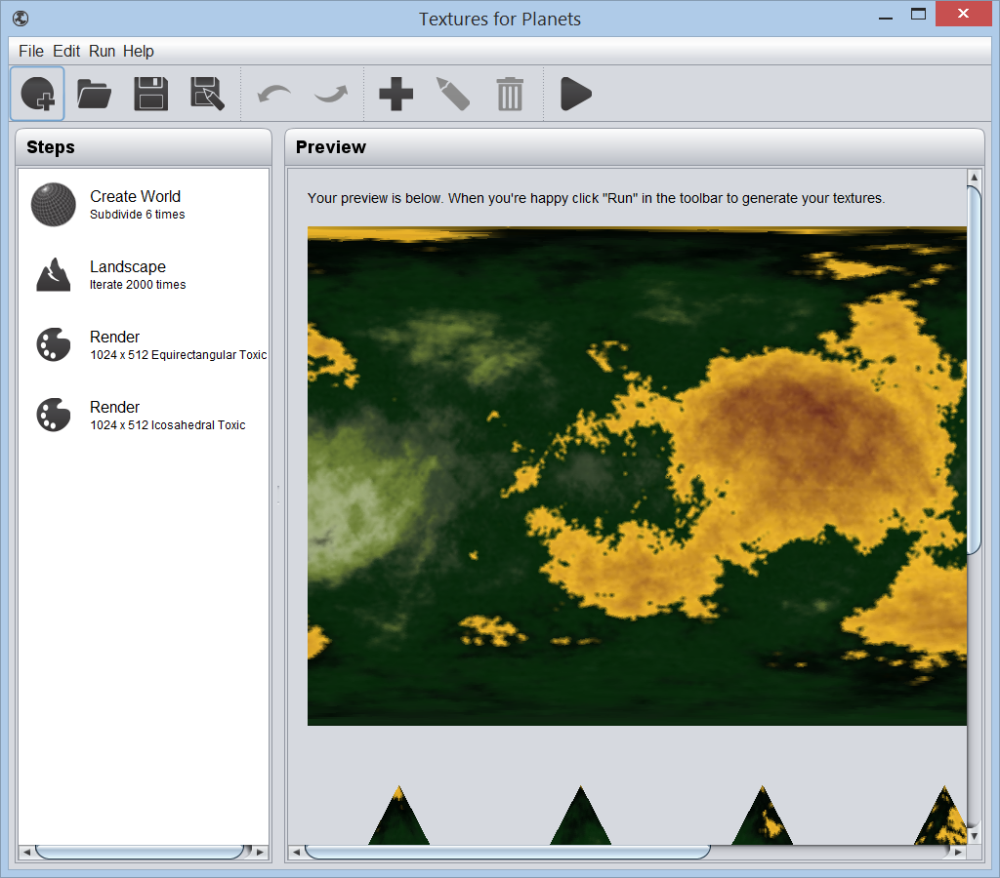 Textures for Planets
File Edit Run Help
Steps
Create World
Subdivide 6 times
Landscape
Iterate 2000 times
Render
1024 x 512 Equirectangular Toxic
Render
1024 x 512 Icosahedral Toxic
Preview
Your preview is below. When you're happy click "Run" in the toolbar to generate your textures.